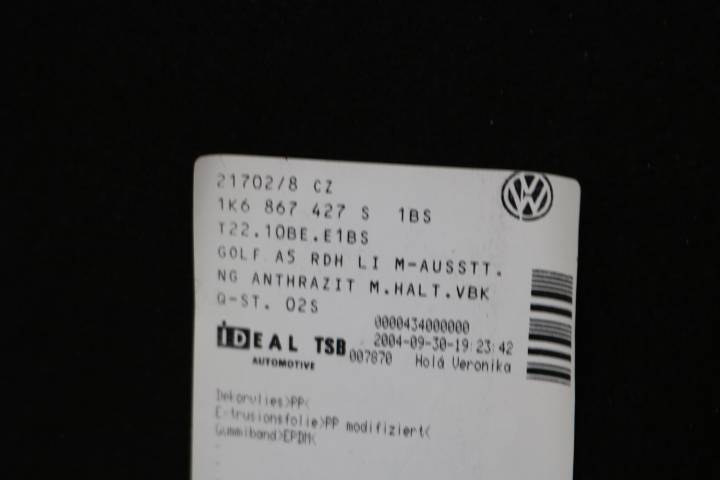 21702/8 CZ
1K6 867 427 S 1BS
T22.10BE.E1BS
GOLF A5 RDH LI M-AUSSTT.
NG ANTHRAZIT M.HALT.VBK
Q-ST. 02S
0000434000000
IDEAL TSB 2004-09-30-19:23:42
AUTOMOTIVE 007870 Holá Veronika
Dekorvlies>PP<
Extrusionsfolie>PP modifiziert<
Gummiband>EPDM<